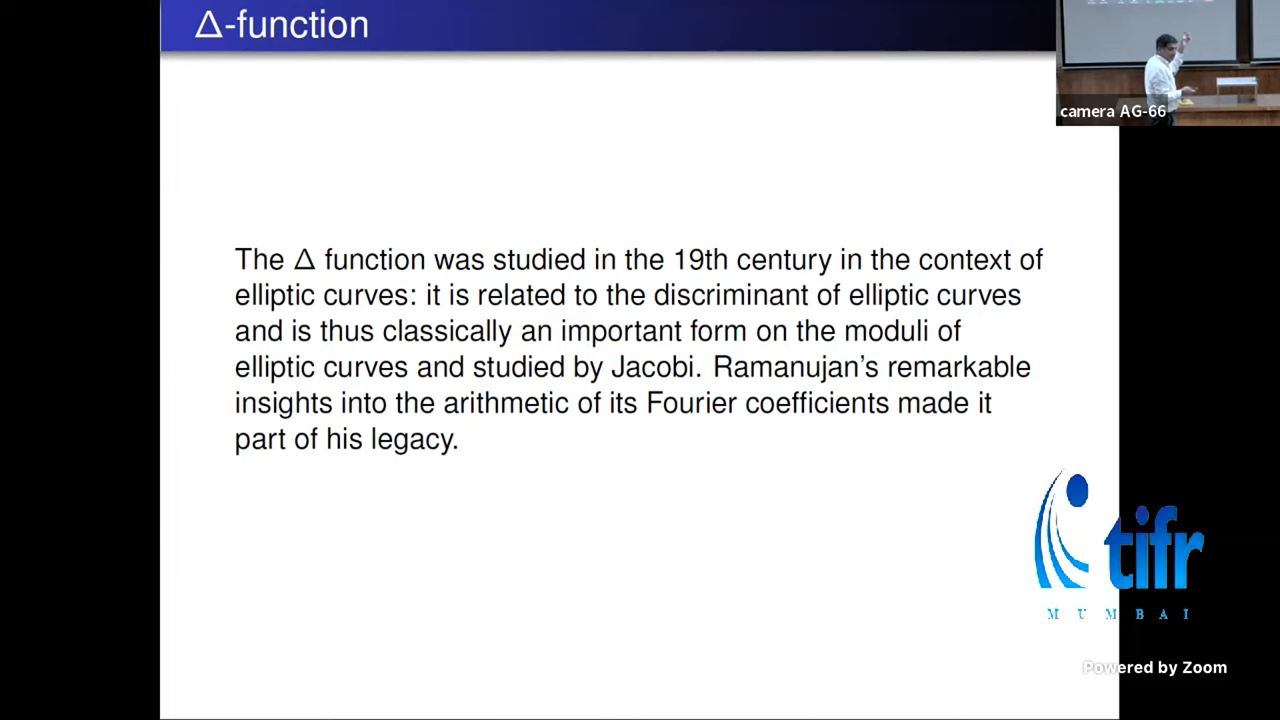 Δ-function
camera AG-66
The Δ function was studied in the 19th century in the context of
elliptic curves: it is related to the discriminant of elliptic curves
and is thus classically an important form on the moduli of
elliptic curves and studied by Jacobi. Ramanujan's remarkable
insights into the arithmetic of its Fourier coefficients made it
part of his legacy.
tifr
MUMBAI
Powered by Zoom